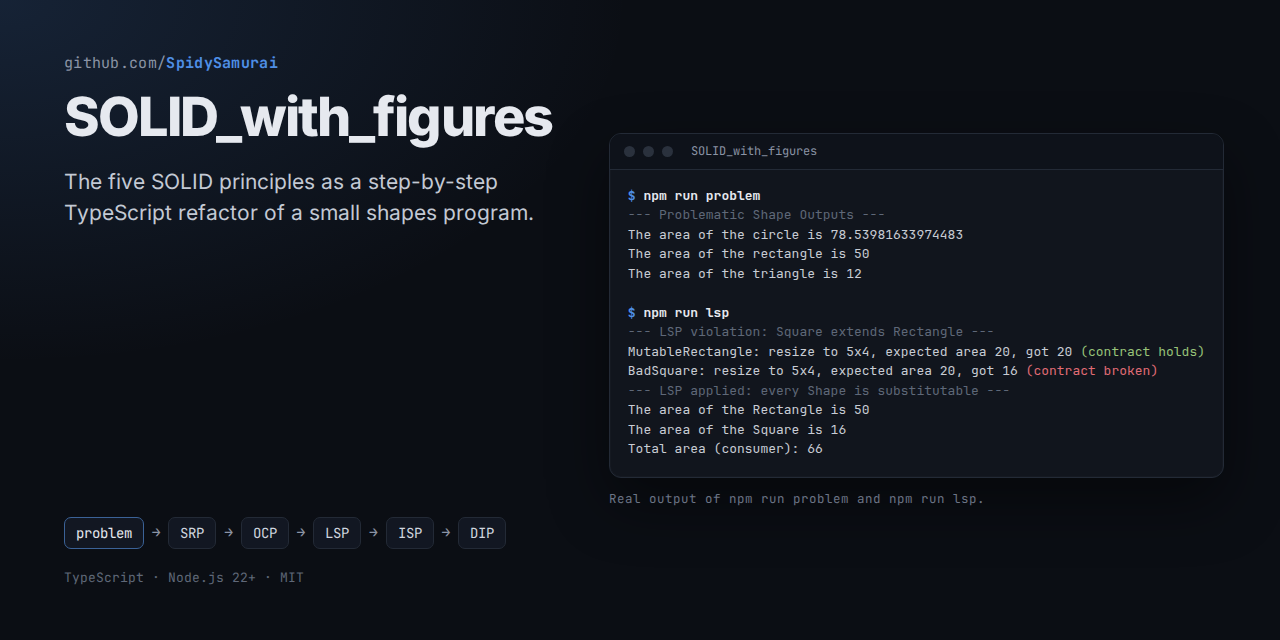 github.com/SpidySamurai
SOLID_with_figures
The five SOLID principles as a step-by-step
TypeScript refactor of a small shapes program.
problem → SRP → OCP → LSP → ISP → DIP
TypeScript · Node.js 22+ · MIT
SOLID_with_figures
$ npm run problem
--- Problematic Shape Outputs ---
The area of the circle is 78.53981633974483
The area of the rectangle is 50
The area of the triangle is 12
$ npm run lsp
--- LSP violation: Square extends Rectangle ---
MutableRectangle: resize to 5x4, expected area 20, got 20 (contract holds)
BadSquare: resize to 5x4, expected area 20, got 16 (contract broken)
--- LSP applied: every Shape is substitutable ---
The area of the Rectangle is 50
The area of the Square is 16
Total area (consumer): 66
Real output of npm run problem and npm run lsp.